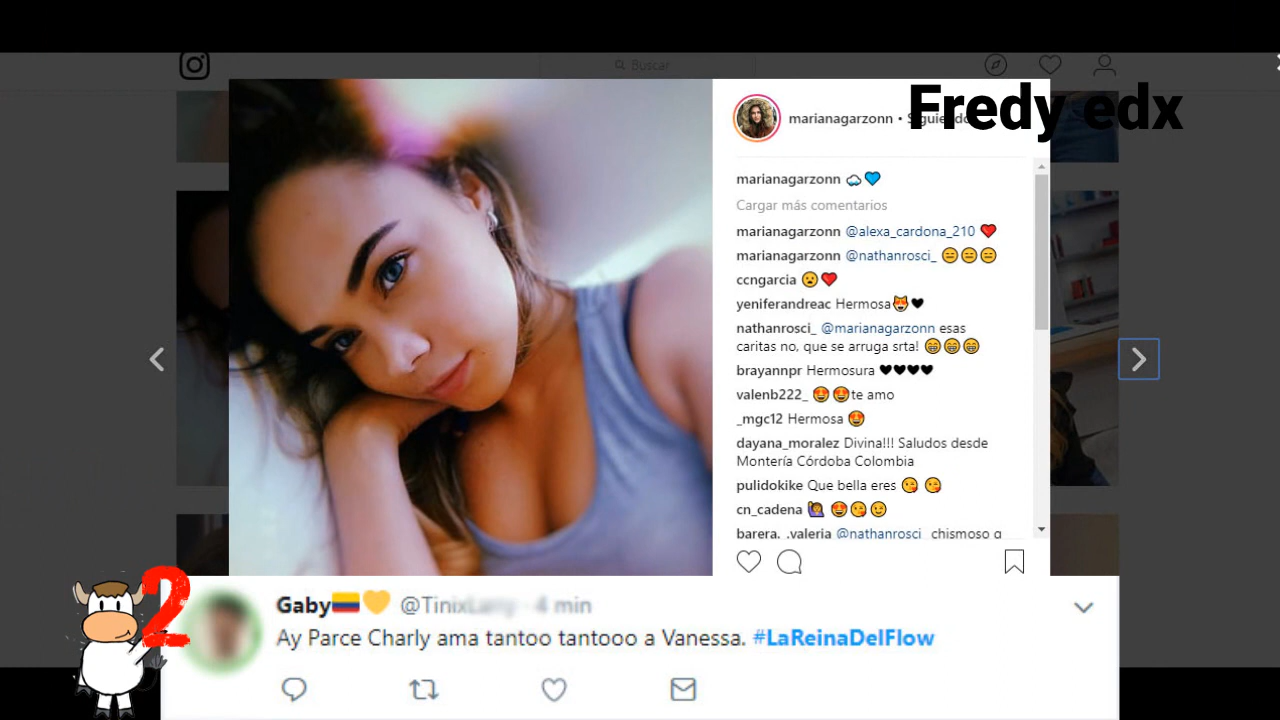 Buscar
Fredy edx
marianagarzonn •
marianagarzonn ☁💙
Cargar más comentarios
marianagarzonn @alexa_cardona_210 ❤
marianagarzonn @nathanrosci_ 😑😑😑
ccngarcia 😦❤
yeniferandreac Hermosa😻🖤
nathanrosci_ @marianagarzonn esas
caritas no, que se arruga srta! 😁😁😁
brayannpr Hermosura 🖤🖤🖤🖤
valenb222_ 😍 😍te amo
_mgc12 Hermosa 😍
dayana_moralez Divina!!! Saludos desde
Montería Córdoba Colombia
pulidokike Que bella eres 😘 😘
cn_cadena 🙋 😍😘😉
barera._.valeria @nathanrosci_ chismoso
2
Gaby🇨🇴💛 · 4 min
Ay Parce Charly ama tantoo tantooo a Vanessa. #LaReinaDelFlow